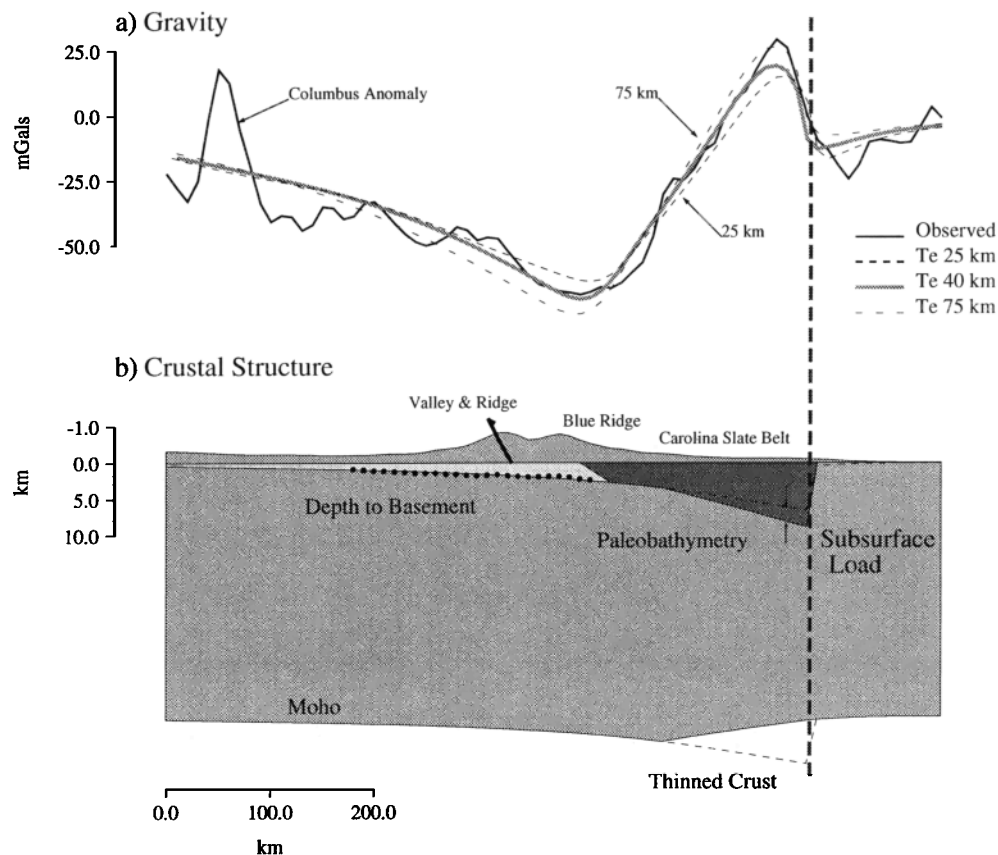 a) Gravity
25.0
0.0
-25.0
-50.0
mGals
Columbus Anomaly
75 km
25 km
Observed
Te 25 km
Te 40 km
Te 75 km
b) Crustal Structure
Valley & Ridge
Blue Ridge
Carolina Slate Belt
-1.0
0.0
5.0
10.0
km
Depth to Basement
Paleobathymetry
Subsurface
Load
Moho
Thinned Crust
0.0
100.0
200.0
km